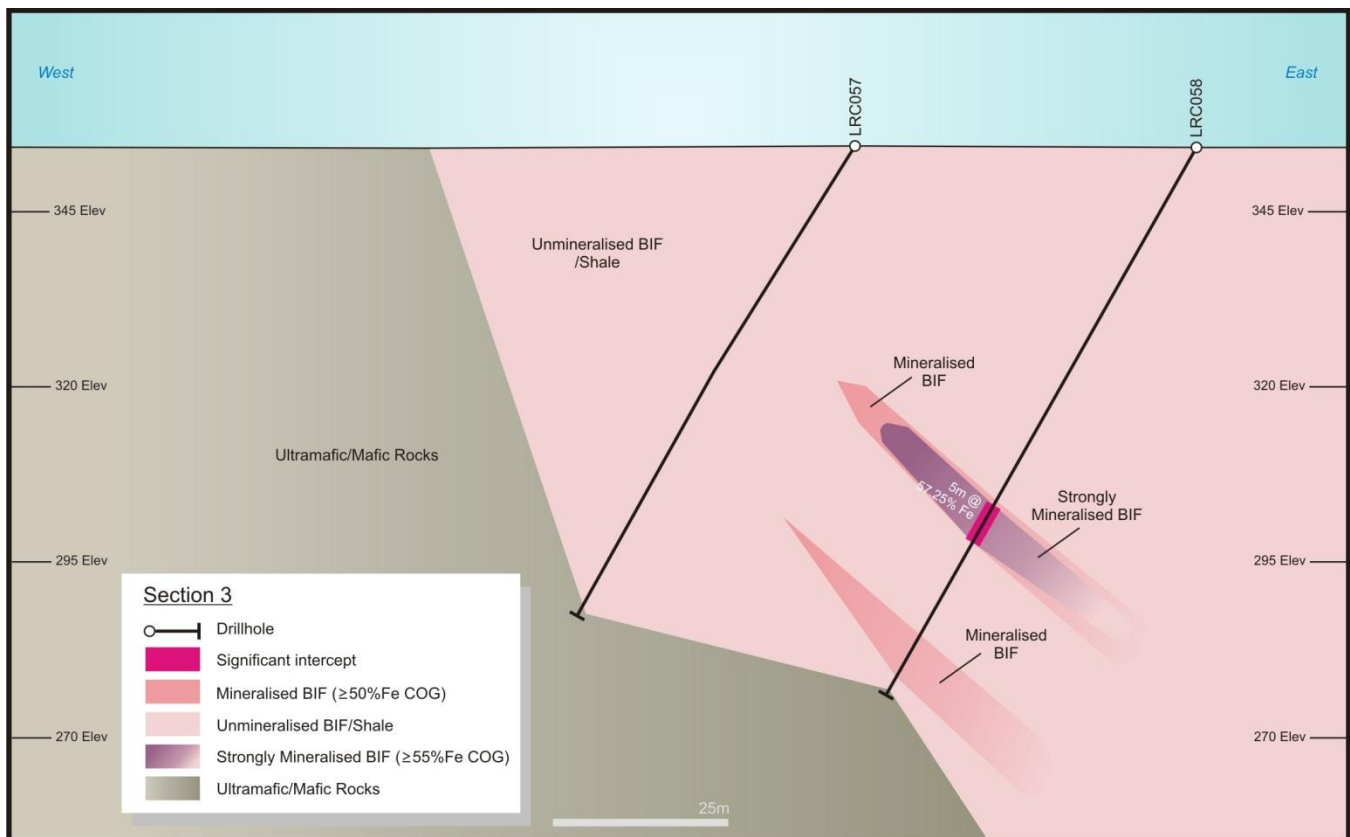 West
East
LRC057
LRC058
345 Elev
345 Elev
Unmineralised BIF
/Shale
320 Elev
320 Elev
Mineralised
BIF
Ultramafic/Mafic Rocks
5m @
57.25% Fe
Strongly
Mineralised BIF
295 Elev
295 Elev
Mineralised
BIF
270 Elev
270 Elev
Section 3
Drillhole
Significant intercept
Mineralised BIF (≥50%Fe COG)
Unmineralised BIF/Shale
Strongly Mineralised BIF (≥55%Fe COG)
Ultramafic/Mafic Rocks
25m